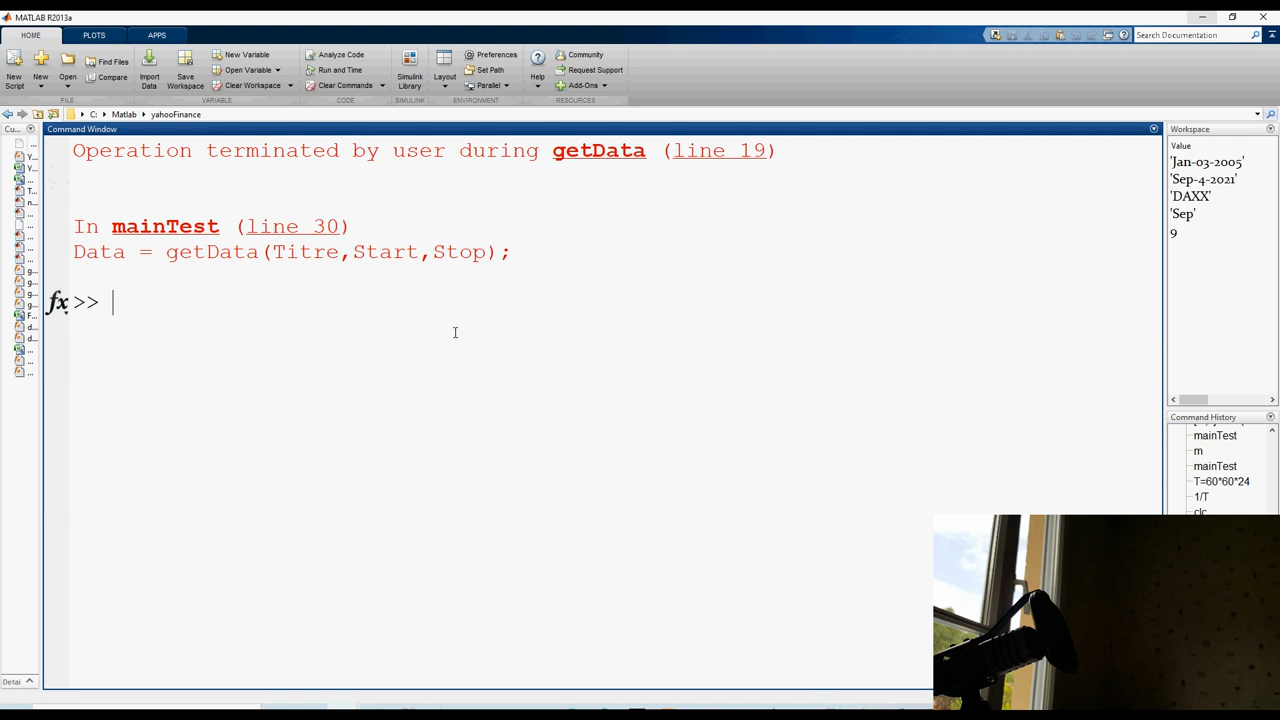 MATLAB R2013a
HOME PLOTS APPS
Search Documentation
New Script
New
Open
Find Files
Compare
Import Data
Save Workspace
New Variable
Open Variable
Clear Workspace
Analyze Code
Run and Time
Clear Commands
Simulink Library
Layout
Preferences
Set Path
Parallel
Help
Community
Request Support
Add-Ons
FILE VARIABLE CODE SIMULINK ENVIRONMENT RESOURCES
C: Matlab yahooFinance
Cu...
Command Window
Operation terminated by user during getData (line 19)
In mainTest (line 30)
Data = getData(Titre,Start,Stop);
fx >>
Detai
Workspace
Value
'Jan-03-2005'
'Sep-4-2021'
'DAXX'
'Sep'
9
Command History
mainTest
m
mainTest
T=60*60*24
1/T
clc